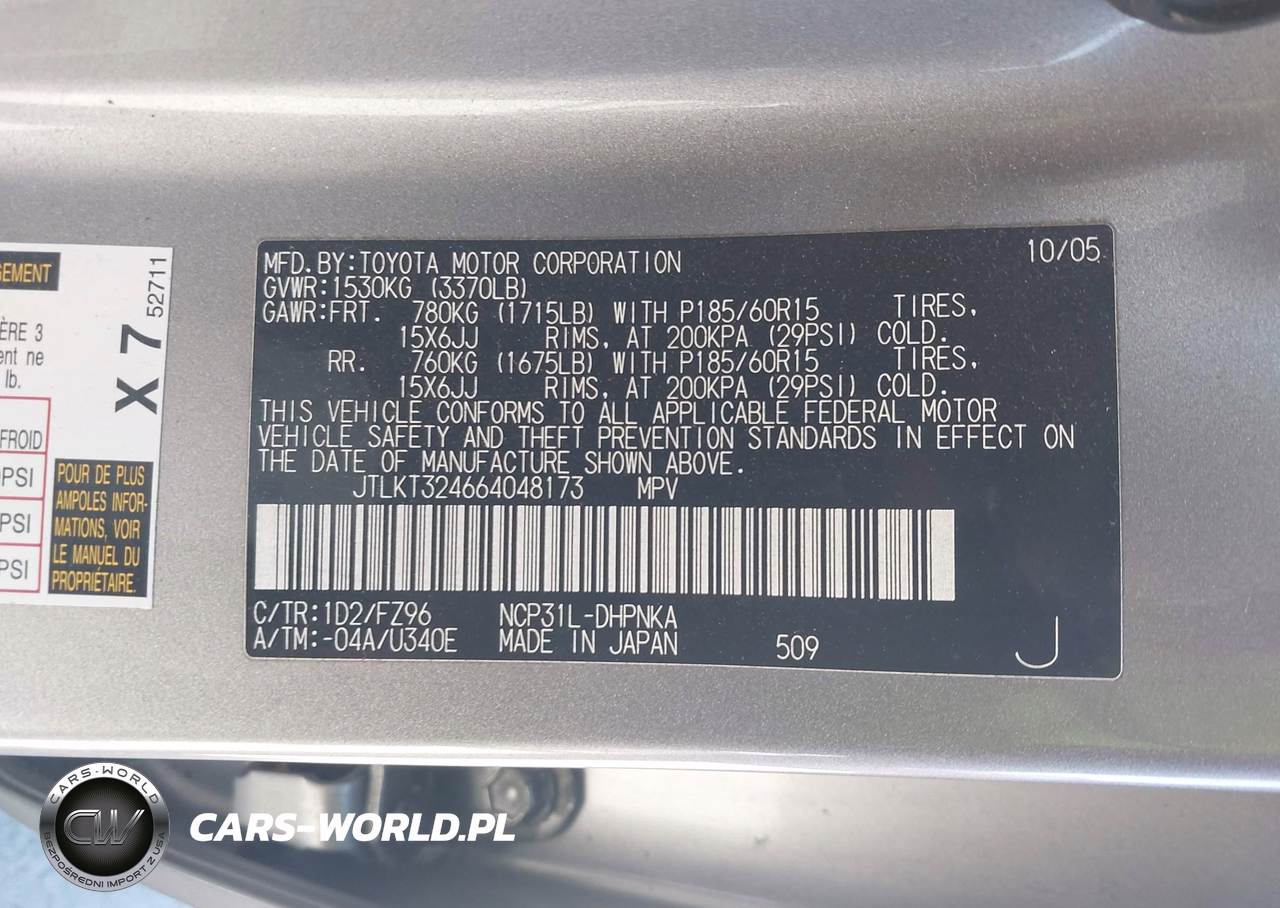 GEMENT
52711
X 7
ÈRE 3
ent ne
lb.
FROID
PSI
PSI
PSI
POUR DE PLUS
AMPOLES INFOR-
MATIONS, VOIR
LE MANUEL DU
PROPRIÉTAIRE.
MFD.BY:TOYOTA MOTOR CORPORATION 10/05
GVWR:1530KG (3370LB)
GAWR:FRT. 780KG (1715LB) WITH P185/60R15 TIRES,
15X6JJ RIMS, AT 200KPA (29PSI) COLD.
RR. 760KG (1675LB) WITH P185/60R15 TIRES,
15X6JJ RIMS, AT 200KPA (29PSI) COLD.
THIS VEHICLE CONFORMS TO ALL APPLICABLE FEDERAL MOTOR
VEHICLE SAFETY AND THEFT PREVENTION STANDARDS IN EFFECT ON
THE DATE OF MANUFACTURE SHOWN ABOVE.
JTLKT324664048173 MPV
C/TR:1D2/FZ96 NCP31L-DHPNKA
A/TM:-04A/U340E MADE IN JAPAN 509 J
CARS-WORLD
CW
BEZPOŚREDNI IMPORT Z USA
CARS-WORLD.PL